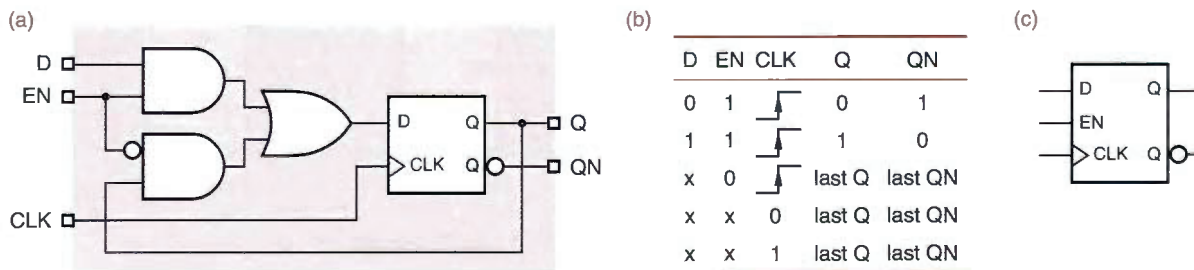 (a)
D
EN
CLK
D
Q
CLK
Q
Q
QN
(b)
D EN CLK Q QN
0 1 0 1
1 1 1 0
x 0 last Q last QN
x x 0 last Q last QN
x x 1 last Q last QN
(c)
D Q
EN
CLK Q